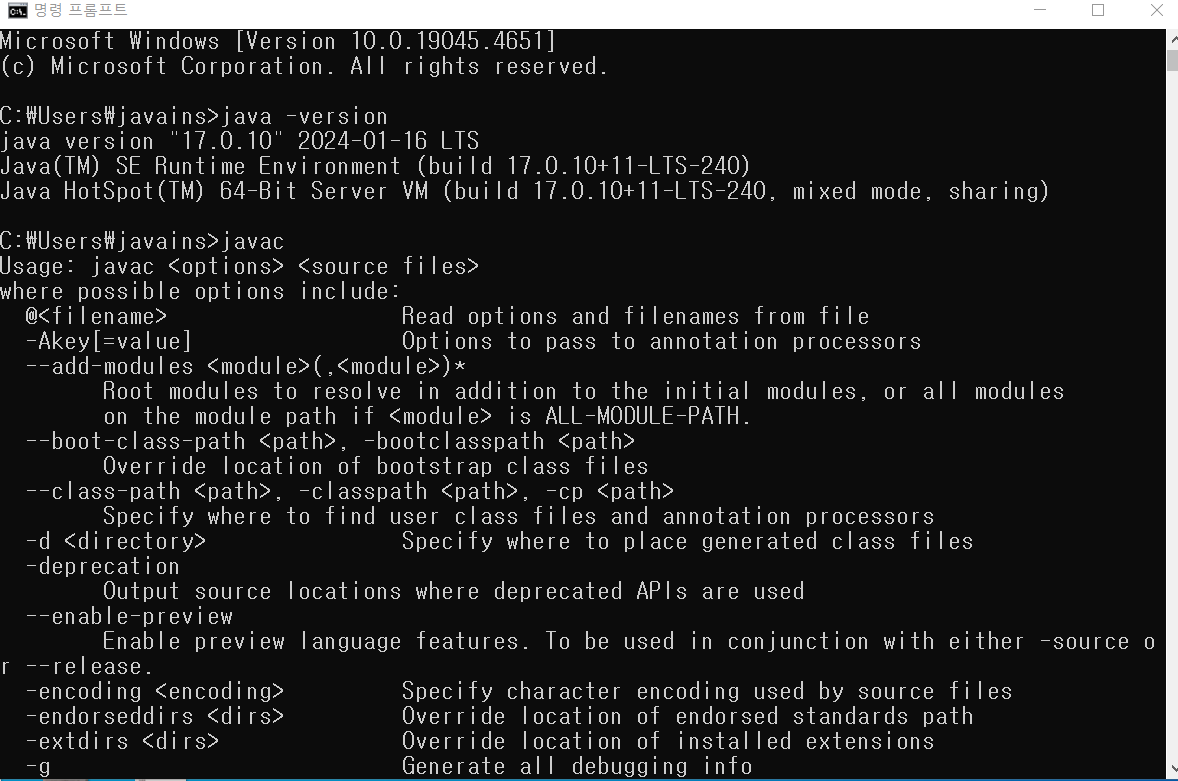 명령 프롬프트
Microsoft Windows [Version 10.0.19045.4651]
(c) Microsoft Corporation. All rights reserved.

C:₩Users₩javains>java -version
java version "17.0.10" 2024-01-16 LTS
Java(TM) SE Runtime Environment (build 17.0.10+11-LTS-240)
Java HotSpot(TM) 64-Bit Server VM (build 17.0.10+11-LTS-240, mixed mode, sharing)

C:₩Users₩javains>javac
Usage: javac <options> <source files>
where possible options include:
  @<filename>                  Read options and filenames from file
  -Akey[=value]                Options to pass to annotation processors
  --add-modules <module>(,<module>)*
        Root modules to resolve in addition to the initial modules, or all modules
        on the module path if <module> is ALL-MODULE-PATH.
  --boot-class-path <path>, -bootclasspath <path>
        Override location of bootstrap class files
  --class-path <path>, -classpath <path>, -cp <path>
        Specify where to find user class files and annotation processors
  -d <directory>               Specify where to place generated class files
  -deprecation
        Output source locations where deprecated APIs are used
  --enable-preview
        Enable preview language features. To be used in conjunction with either -source o
r --release.
  -encoding <encoding>         Specify character encoding used by source files
  -endorseddirs <dirs>         Override location of endorsed standards path
  -extdirs <dirs>              Override location of installed extensions
  -g                           Generate all debugging info